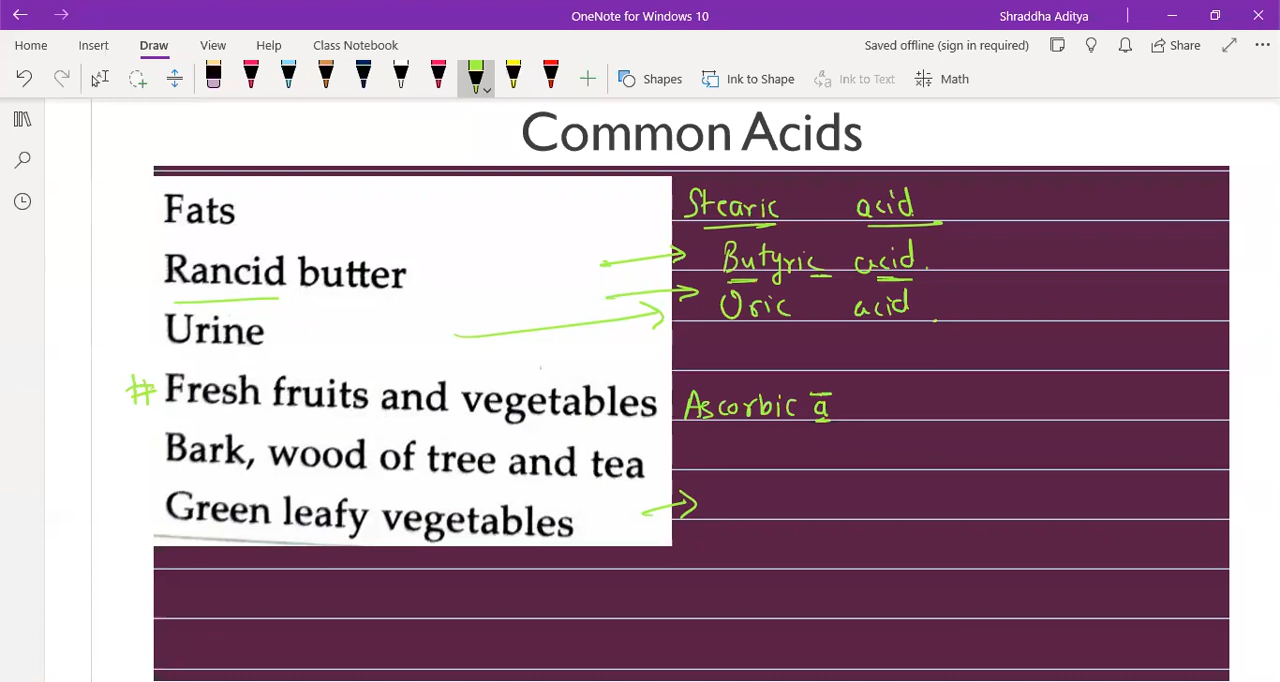 OneNote for Windows 10
Shraddha Aditya
Home Insert Draw View Help Class Notebook
Saved offline (sign in required) Share
Shapes Ink to Shape Ink to Text Math
Common Acids
Fats Stearic acid
Rancid butter Butyric acid.
Urine Uric acid.
# Fresh fruits and vegetables Ascorbic a
Bark, wood of tree and tea
Green leafy vegetables